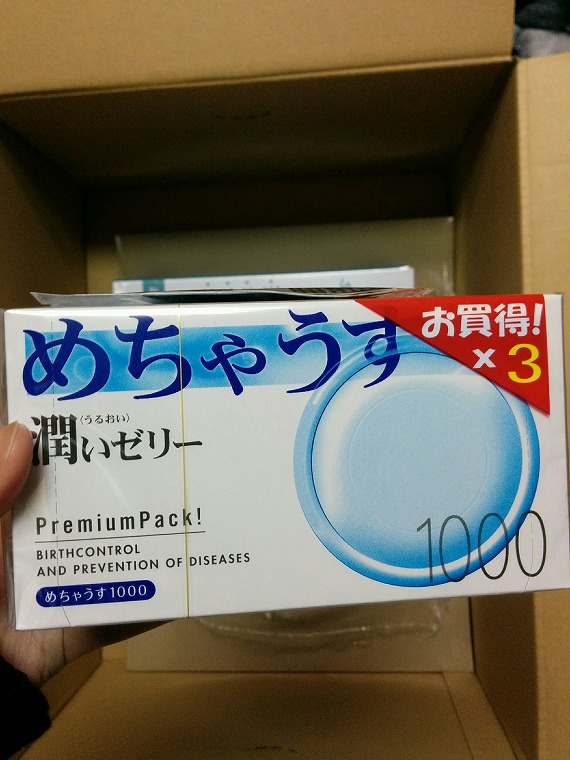 めちゃうす
お買得!
x 3
〈うるおい〉
潤いゼリー
PremiumPack!
BIRTHCONTROL
AND PREVENTION OF DISEASES
めちゃうす1000
1000